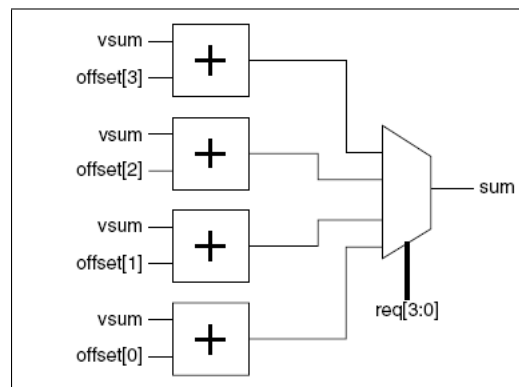 vsum
offset[3]
vsum
offset[2]
vsum
offset[1]
vsum
offset[0]
sum
req[3:0]